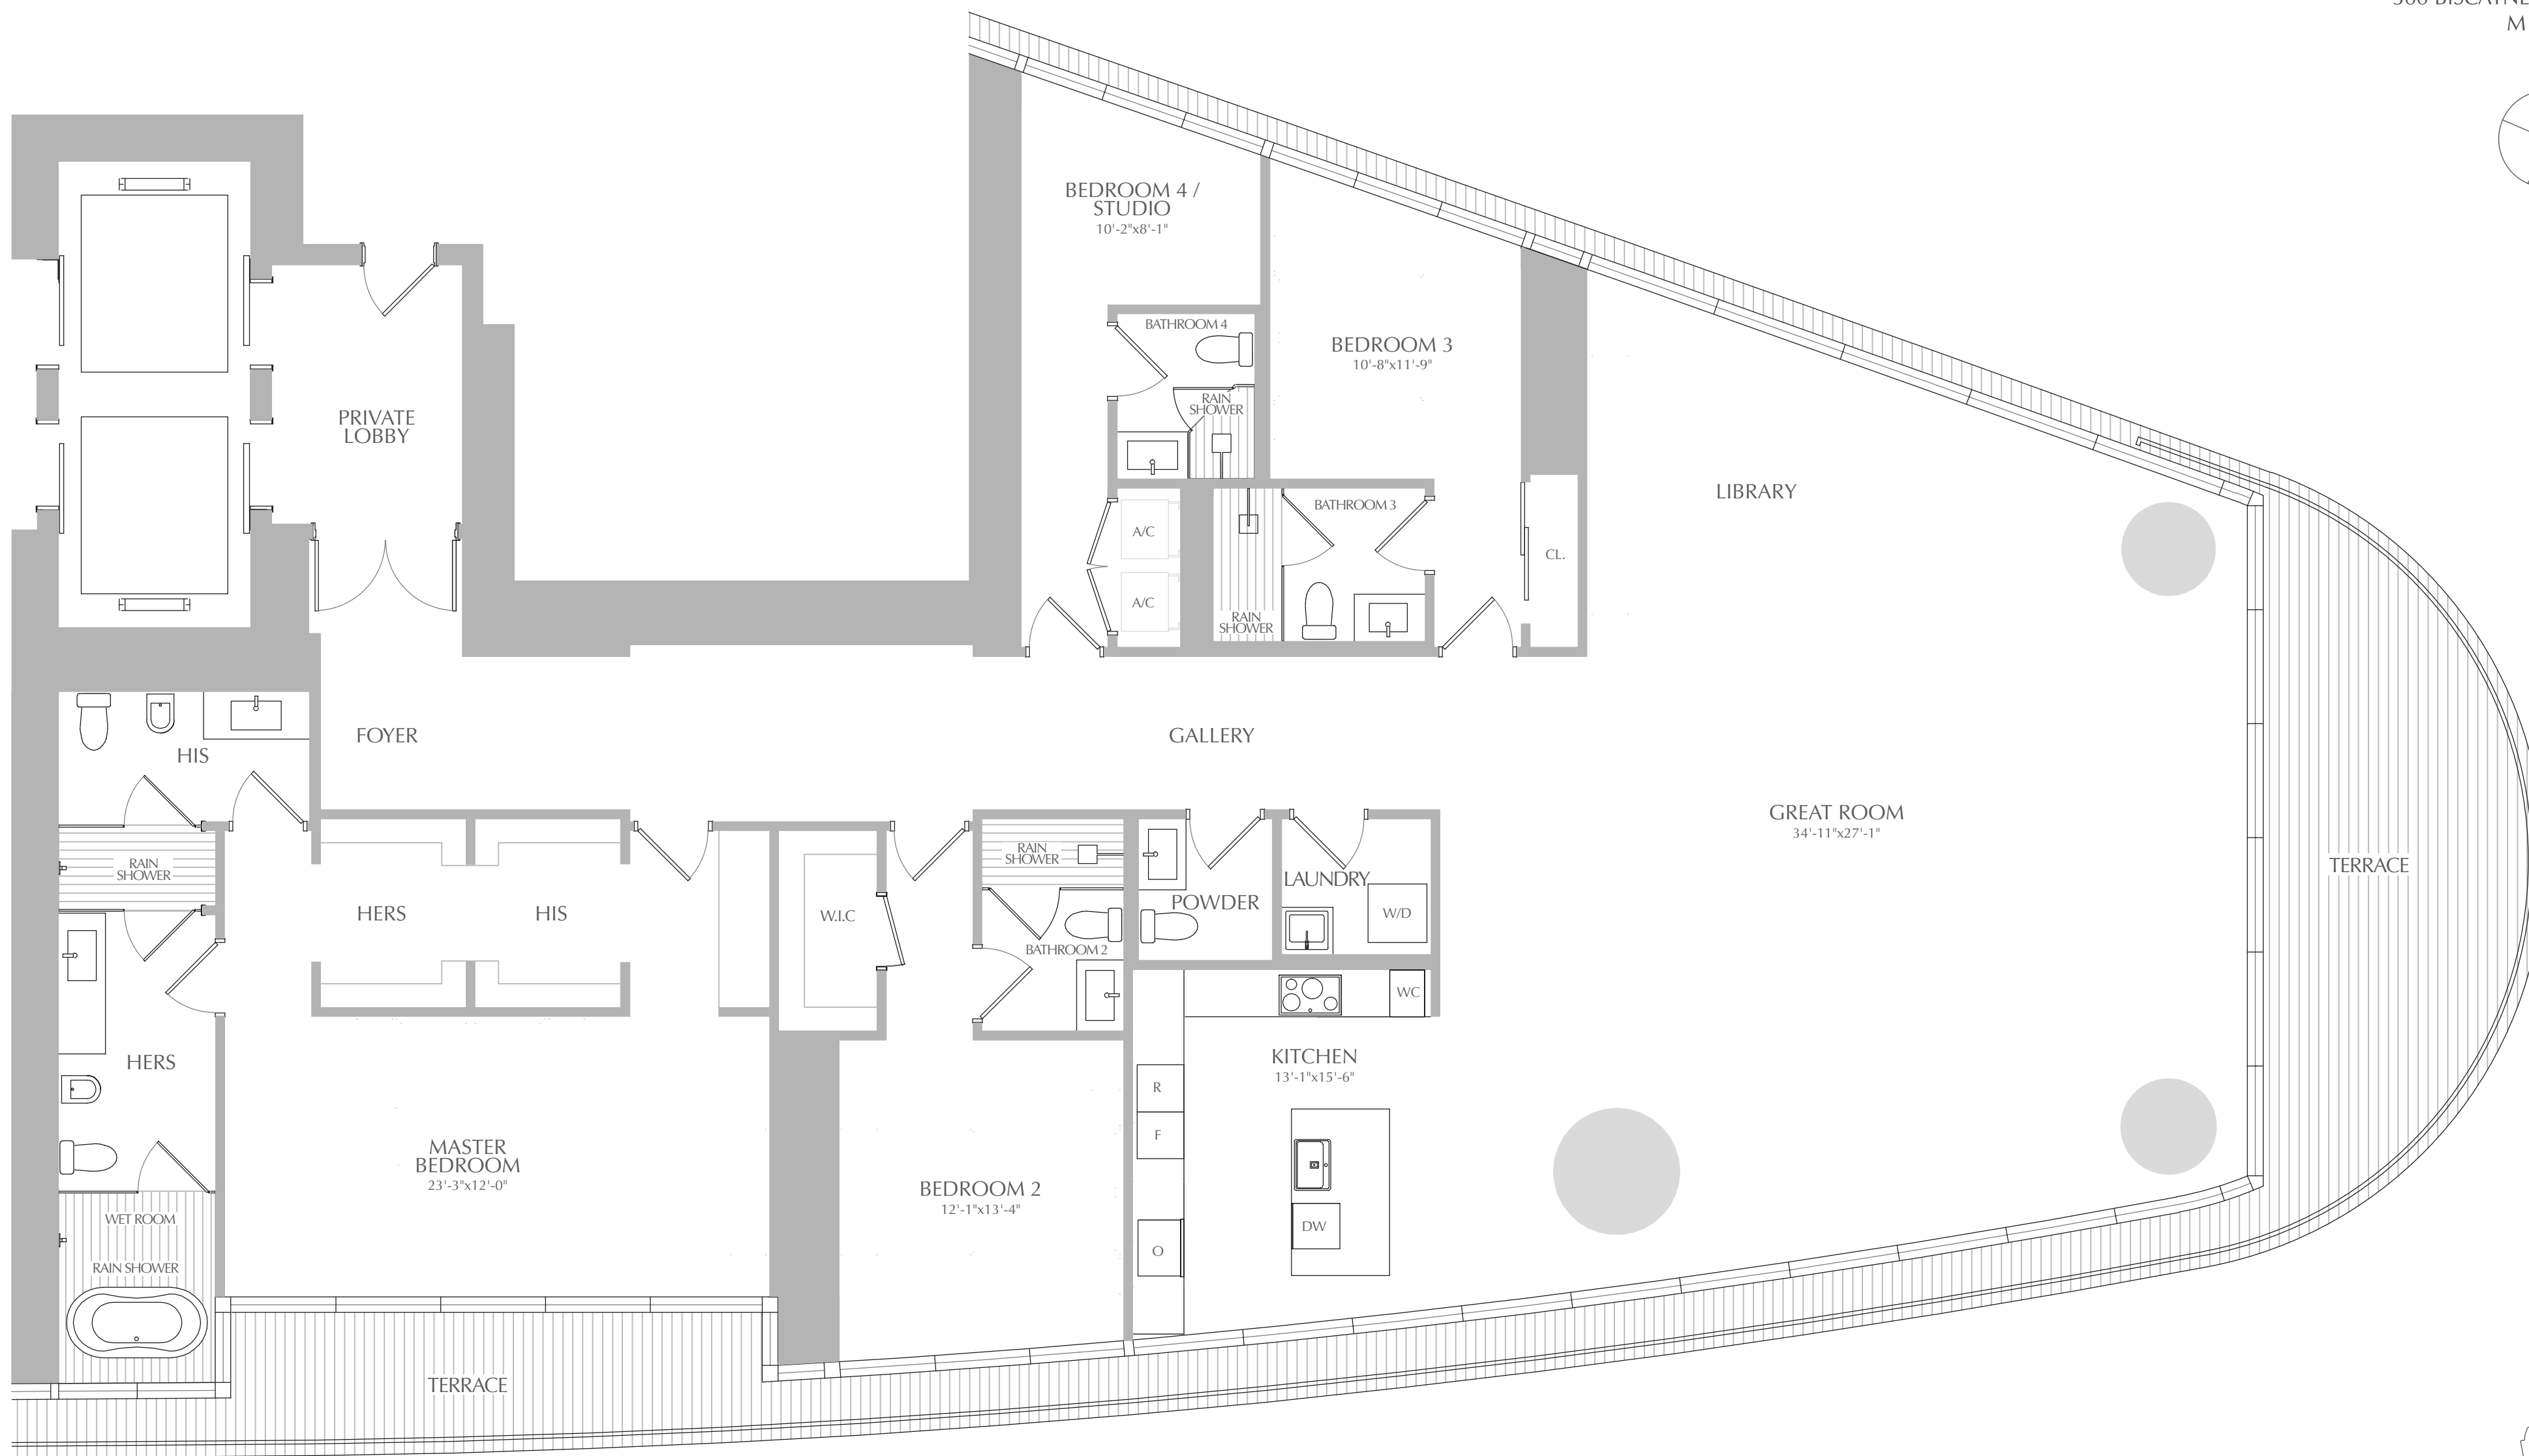 M
BEDROOM 4 /
STUDIO
10'-2"x8'-1"
BATHROOM 4
RAIN
SHOWER
BEDROOM 3
10'-8"x11'-9"
PRIVATE
LOBBY
LIBRARY
BATHROOM 3
A/C
A/C
CL.
RAIN
SHOWER
FOYER
GALLERY
HIS
GREAT ROOM
34'-11"x27'-1"
TERRACE
RAIN
SHOWER
HERS
HIS
W.I.C
RAIN
SHOWER
BATHROOM 2
POWDER
LAUNDRY
W/D
WC
HERS
KITCHEN
13'-1"x15'-6"
R
F
O
DW
MASTER
BEDROOM
23'-3"x12'-0"
BEDROOM 2
12'-1"x13'-4"
WET ROOM
RAIN SHOWER
TERRACE